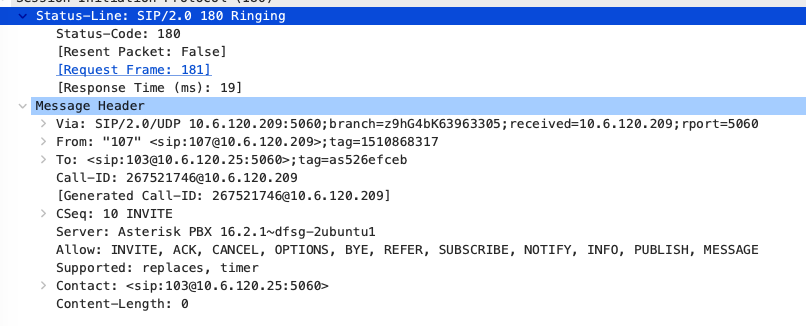 Session Initiation Protocol (180)
Status-Line: SIP/2.0 180 Ringing
Status-Code: 180
[Resent Packet: False]
[Request Frame: 181]
[Response Time (ms): 19]
Message Header
Via: SIP/2.0/UDP 10.6.120.209:5060;branch=z9hG4bK63963305;received=10.6.120.209;rport=5060
From: "107" <sip:107@10.6.120.209>;tag=1510868317
To: <sip:103@10.6.120.25:5060>;tag=as526efceb
Call-ID: 267521746@10.6.120.209
[Generated Call-ID: 267521746@10.6.120.209]
CSeq: 10 INVITE
Server: Asterisk PBX 16.2.1~dfsg-2ubuntu1
Allow: INVITE, ACK, CANCEL, OPTIONS, BYE, REFER, SUBSCRIBE, NOTIFY, INFO, PUBLISH, MESSAGE
Supported: replaces, timer
Contact: <sip:103@10.6.120.25:5060>
Content-Length: 0